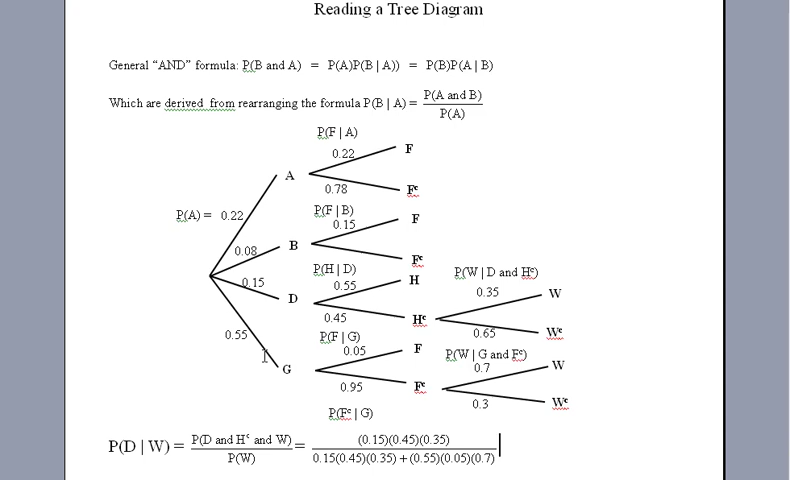 Reading a Tree Diagram
General “AND” formula: P(B and A) = P(A)P(B | A)) = P(B)P(A | B)
Which are derived from rearranging the formula P(B | A) = P(A and B)
P(A)
P(F | A)
0.22 F
A
0.78 Fᶜ
P(A) = 0.22
P(F | B)
0.15 F
B
0.08
Fᶜ
P(H | D)
0.55 H
0.15
D
0.45 Hᶜ
P(W | D and Hᶜ)
0.35 W
0.65 Wᶜ
0.55
P(F | G)
0.05 F
G
0.95 Fᶜ
P(W | G and Fᶜ)
0.7 W
0.3 Wᶜ
P(Fᶜ | G)
P(D | W) = P(D and Hᶜ and W) = (0.15)(0.45)(0.35)
P(W) 0.15(0.45)(0.35) + (0.55)(0.05)(0.7)